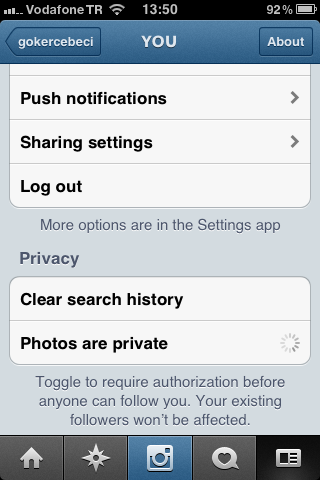 Vodafone TR 13:50 92%
gokercebeci YOU About
Push notifications
Sharing settings
Log out
More options are in the Settings app
Privacy
Clear search history
Photos are private
Toggle to require authorization before
anyone can follow you. Your existing
followers won't be affected.